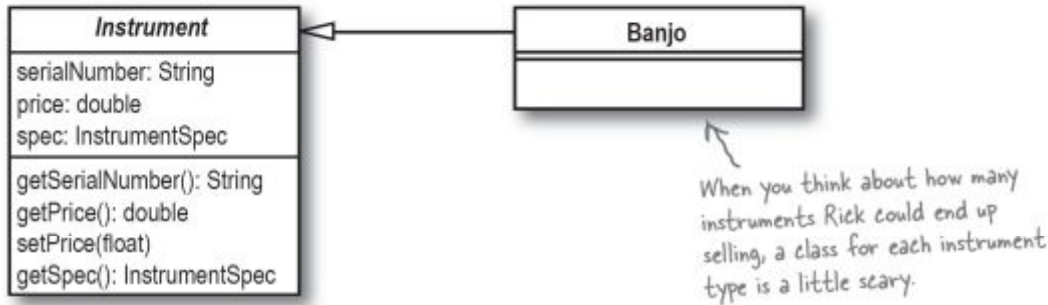 Instrument
serialNumber: String
price: double
spec: InstrumentSpec
getSerialNumber(): String
getPrice(): double
setPrice(float)
getSpec(): InstrumentSpec
Banjo
When you think about how many
instruments Rick could end up
selling, a class for each instrument
type is a little scary.